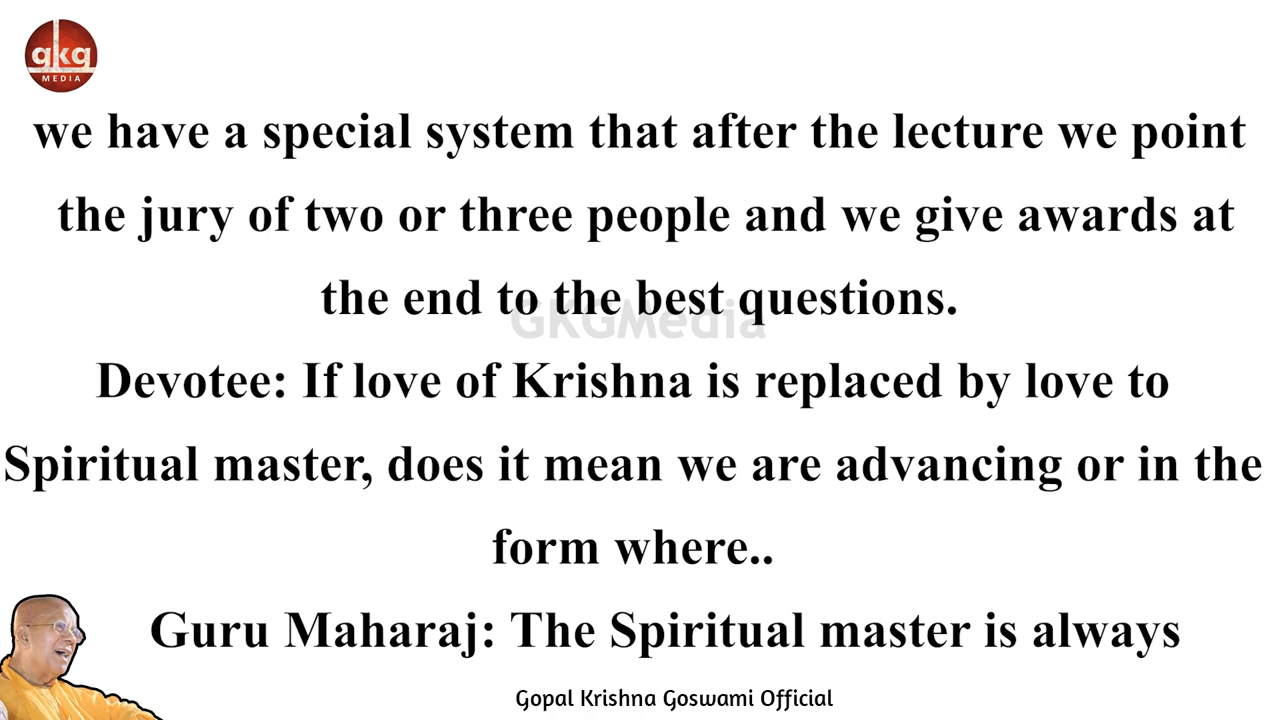 gkg
MEDIA
we have a special system that after the lecture we point
the jury of two or three people and we give awards at
the end to the best questions.
GKGMedia
Devotee: If love of Krishna is replaced by love to
Spiritual master, does it mean we are advancing or in the
form where..
Guru Maharaj: The Spiritual master is always
Gopal Krishna Goswami Official